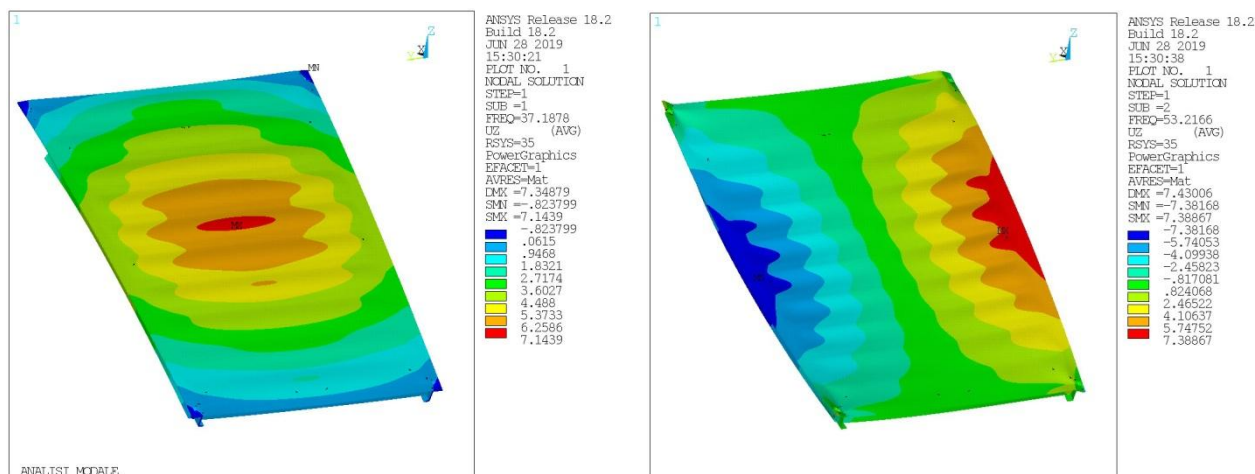 1
ANSYS Release 18.2
Build 18.2
JUN 28 2019
15:30:21
PLOT NO. 1
NODAL SOLUTION
STEP=1
SUB =1
FREQ=37.1878
UZ (AVG)
RSYS=35
PowerGraphics
EFACET=1
AVRES=Mat
DMX =7.34879
SMN =-.823799
SMX =7.1439
-.823799
.0615
.9468
1.8321
2.7174
3.6027
4.488
5.3733
6.2586
7.1439
Z
X
Y
MN
ANALISI MODALE
1
ANSYS Release 18.2
Build 18.2
JUN 28 2019
15:30:38
PLOT NO. 1
NODAL SOLUTION
STEP=1
SUB =2
FREQ=53.2166
UZ (AVG)
RSYS=35
PowerGraphics
EFACET=1
AVRES=Mat
DMX =7.43006
SMN =-7.38168
SMX =7.38867
-7.38168
-5.74053
-4.09938
-2.45823
-.817081
.824068
2.46522
4.10637
5.74752
7.38867
Z
X
Y